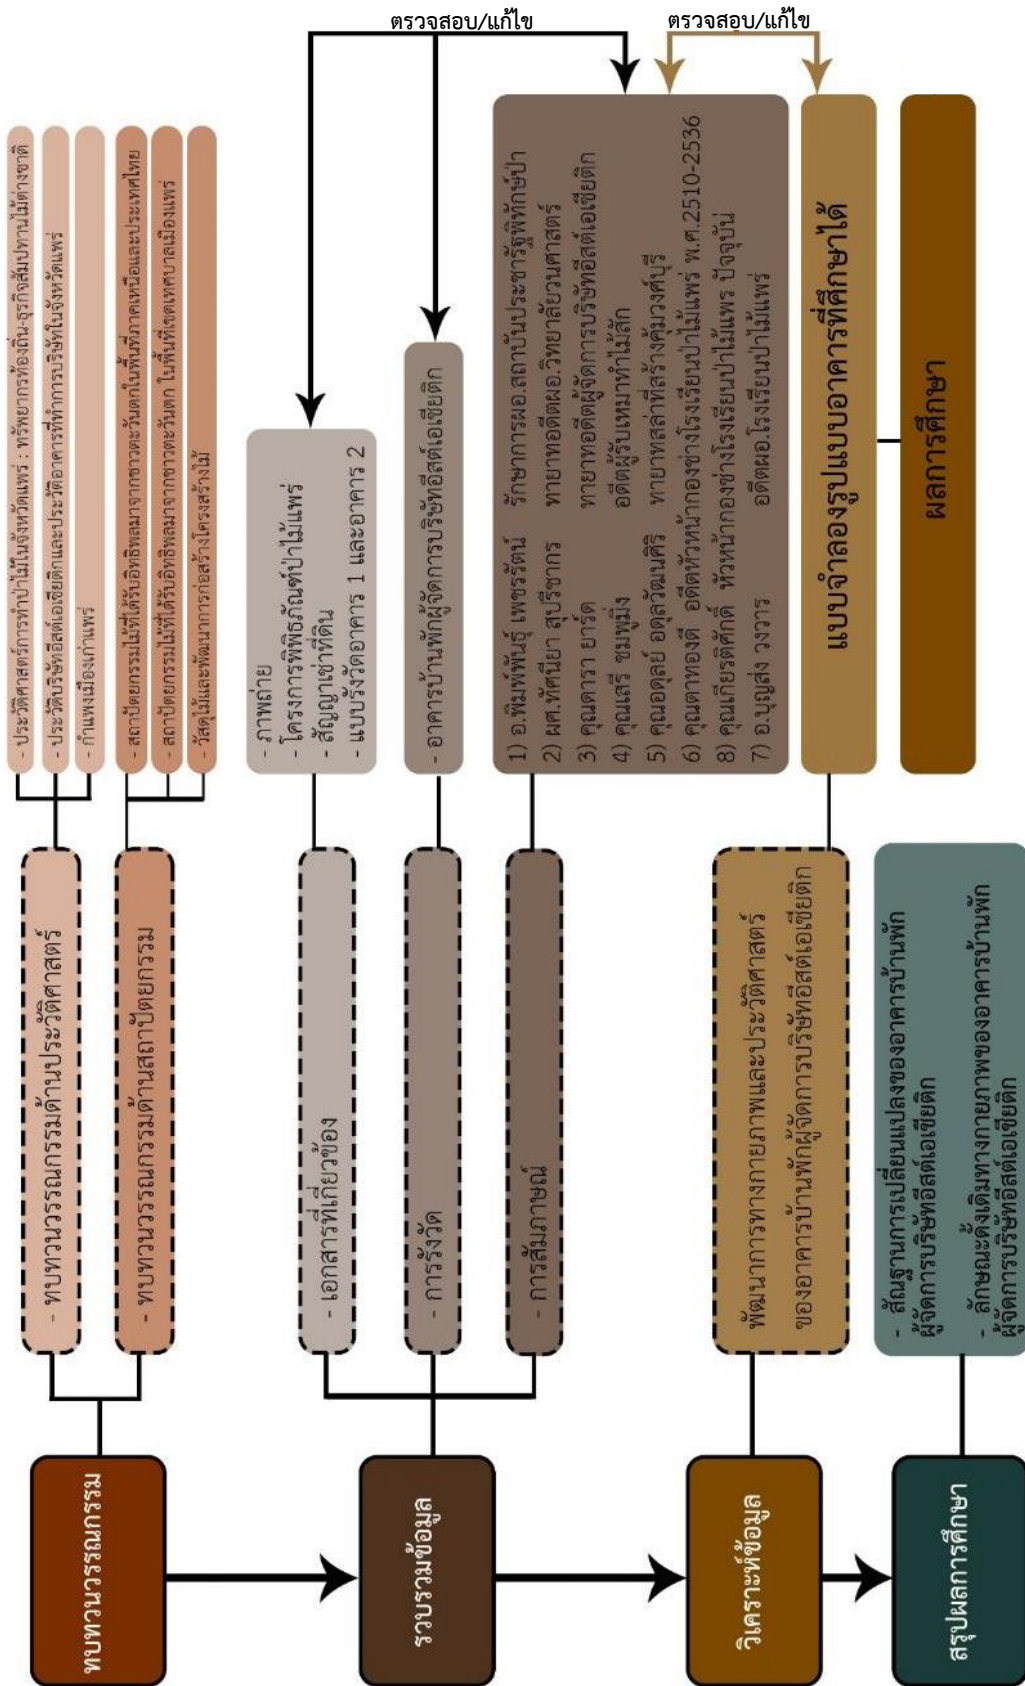 ตรวจสอบ/แก้ไข
ตรวจสอบ/แก้ไข
ทบทวนวรรณกรรม
- ทบทวนวรรณกรรมด้านประวัติศาสตร์
- ประวัติศาสตร์การทำป่าไม้ในจังหวัดแพร่ : ทรัพยากรท้องถิ่น-ธุรกิจสัมปทานไม้ต่างชาติ
- ประวัติบริษัทอีสต์เอเชียติกและประวัติอาคารที่ทำการบริษัทในจังหวัดแพร่
- กำแพงเมืองเก่าแพร่
- ทบทวนวรรณกรรมด้านสถาปัตยกรรม
- สถาปัตยกรรมไม้ที่ได้รับอิทธิพลมาจากชาวตะวันตกในพื้นที่ภาคเหนือและประเทศไทย
- สถาปัตยกรรมไม้ที่ได้รับอิทธิพลมาจากชาวตะวันตก ในพื้นที่เขตเทศบาลเมืองแพร่
- วัสดุไม้และพัฒนาการก่อสร้างโครงสร้างไม้
รวบรวมข้อมูล
- เอกสารที่เกี่ยวข้อง
- ภาพถ่าย
- โครงการพิพิธภัณฑ์ป่าไม้แพร่
- สัญญาเช่าที่ดิน
- แบบรังวัดอาคาร 1 และอาคาร 2
- การรังวัด
- อาคารบ้านพักผู้จัดการบริษัทอีสต์เอเชียติก
- การสัมภาษณ์
1) อ.พิมพ์พันธุ์ เพชรรัตน์ รักษาการผอ.สถาบันประชารัฐพิทักษ์ป่า
2) ผศ.ทัศนียา สุปรีชากร ทายาทอดีตผอ.วิทยาลัยวนศาสตร์
3) คุณดารา ยาร์ด ทายาทอดีตผู้จัดการบริษัทอีสต์เอเชียติก
4) คุณเสรี ชมพูมิ่ง อดีตผู้รับเหมาทำไม้สัก
5) คุณอดุลย์ อดุลวัฒนศิริ ทายาทสล่าที่สร้างคุ้มวงศ์บุรี
6) คุณตาทองดี อดีตหัวหน้ากองช่างโรงเรียนป่าไม้แพร่ พ.ศ.2510-2536
8) คุณเกียรติศักดิ์ หัวหน้ากองช่างโรงเรียนป่าไม้แพร่ ปัจจุบัน
7) อ.บุญส่ง วงวาร อดีตผอ.โรงเรียนป่าไม้แพร่
วิเคราะห์ข้อมูล
พัฒนาการทางกายภาพและประวัติศาสตร์
ของอาคารบ้านพักผู้จัดการบริษัทอีสต์เอเชียติก
แบบจำลองรูปแบบอาคารที่ศึกษาได้
สรุปผลการศึกษา
- สัณฐานการเปลี่ยนแปลงของอาคารบ้านพัก
ผู้จัดการบริษัทอีสต์เอเชียติก
- ลักษณะดั้งเดิมทางกายภาพของอาคารบ้านพัก
ผู้จัดการบริษัทอีสต์เอเชียติก
ผลการศึกษา